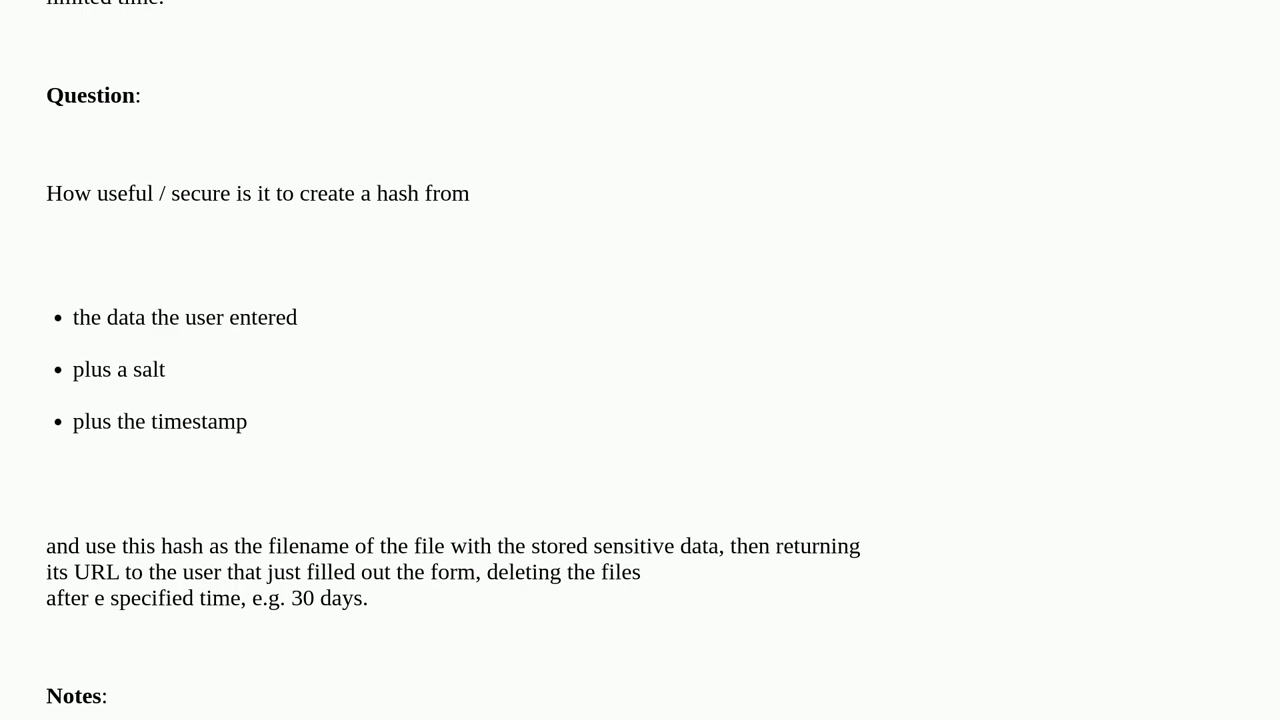 limited time.
Question:
How useful / secure is it to create a hash from
• the data the user entered
• plus a salt
• plus the timestamp
and use this hash as the filename of the file with the stored sensitive data, then returning
its URL to the user that just filled out the form, deleting the files
after e specified time, e.g. 30 days.
Notes: